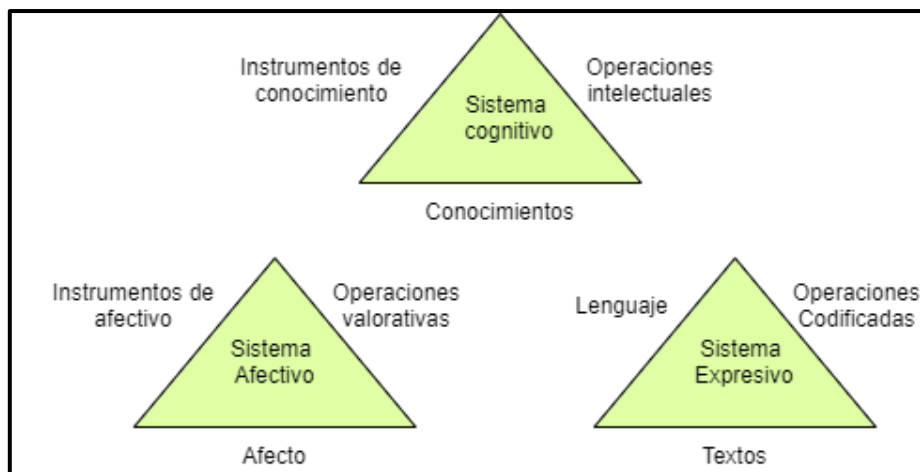 Instrumentos de
conocimiento
Operaciones
intelectuales
Sistema
cognitivo
Conocimientos
Instrumentos de
afectivo
Operaciones
valorativas
Sistema
Afectivo
Afecto
Lenguaje
Operaciones
Codificadas
Sistema
Expresivo
Textos